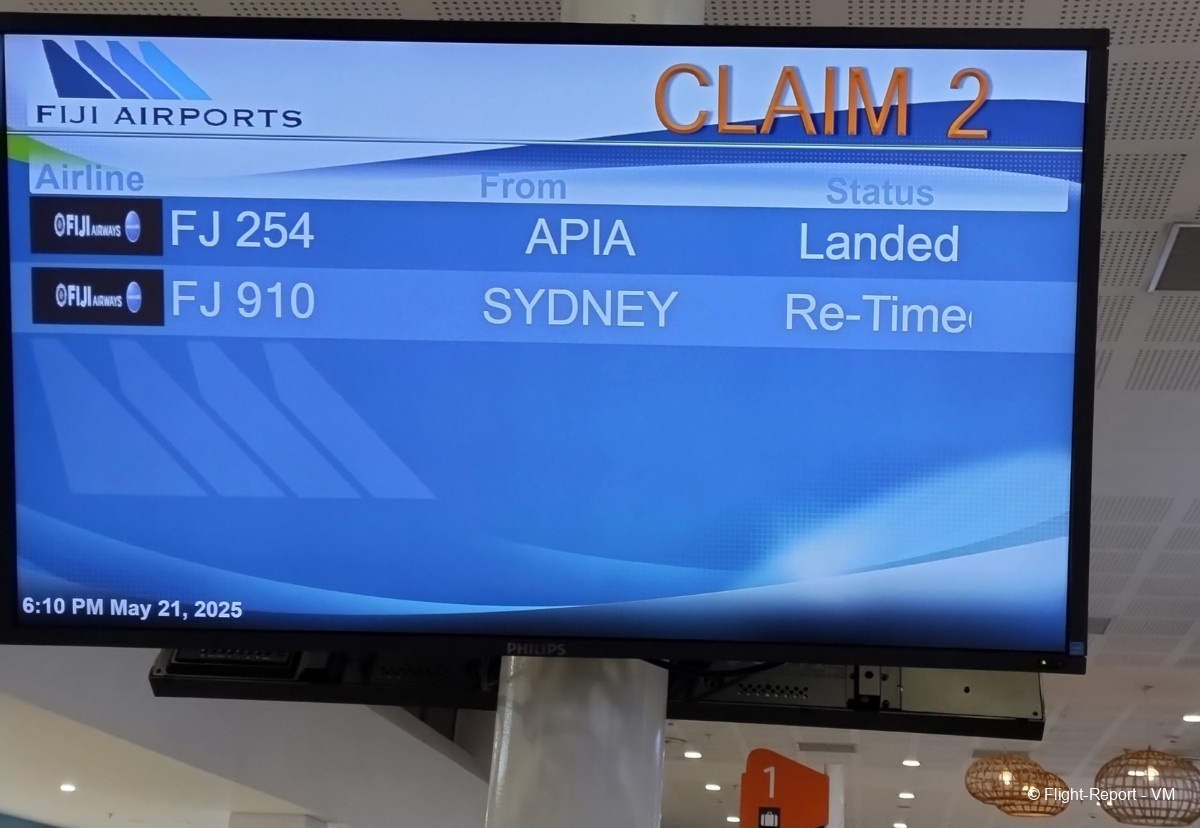 CLAIM 2
FIJI AIRPORTS
Airline From Status
FIJI AIRWAYS FJ 254 APIA Landed
FIJI AIRWAYS FJ 910 SYDNEY Re-Time
6:10 PM May 21, 2025
PHILIPS
1
© Flight-Report - VM